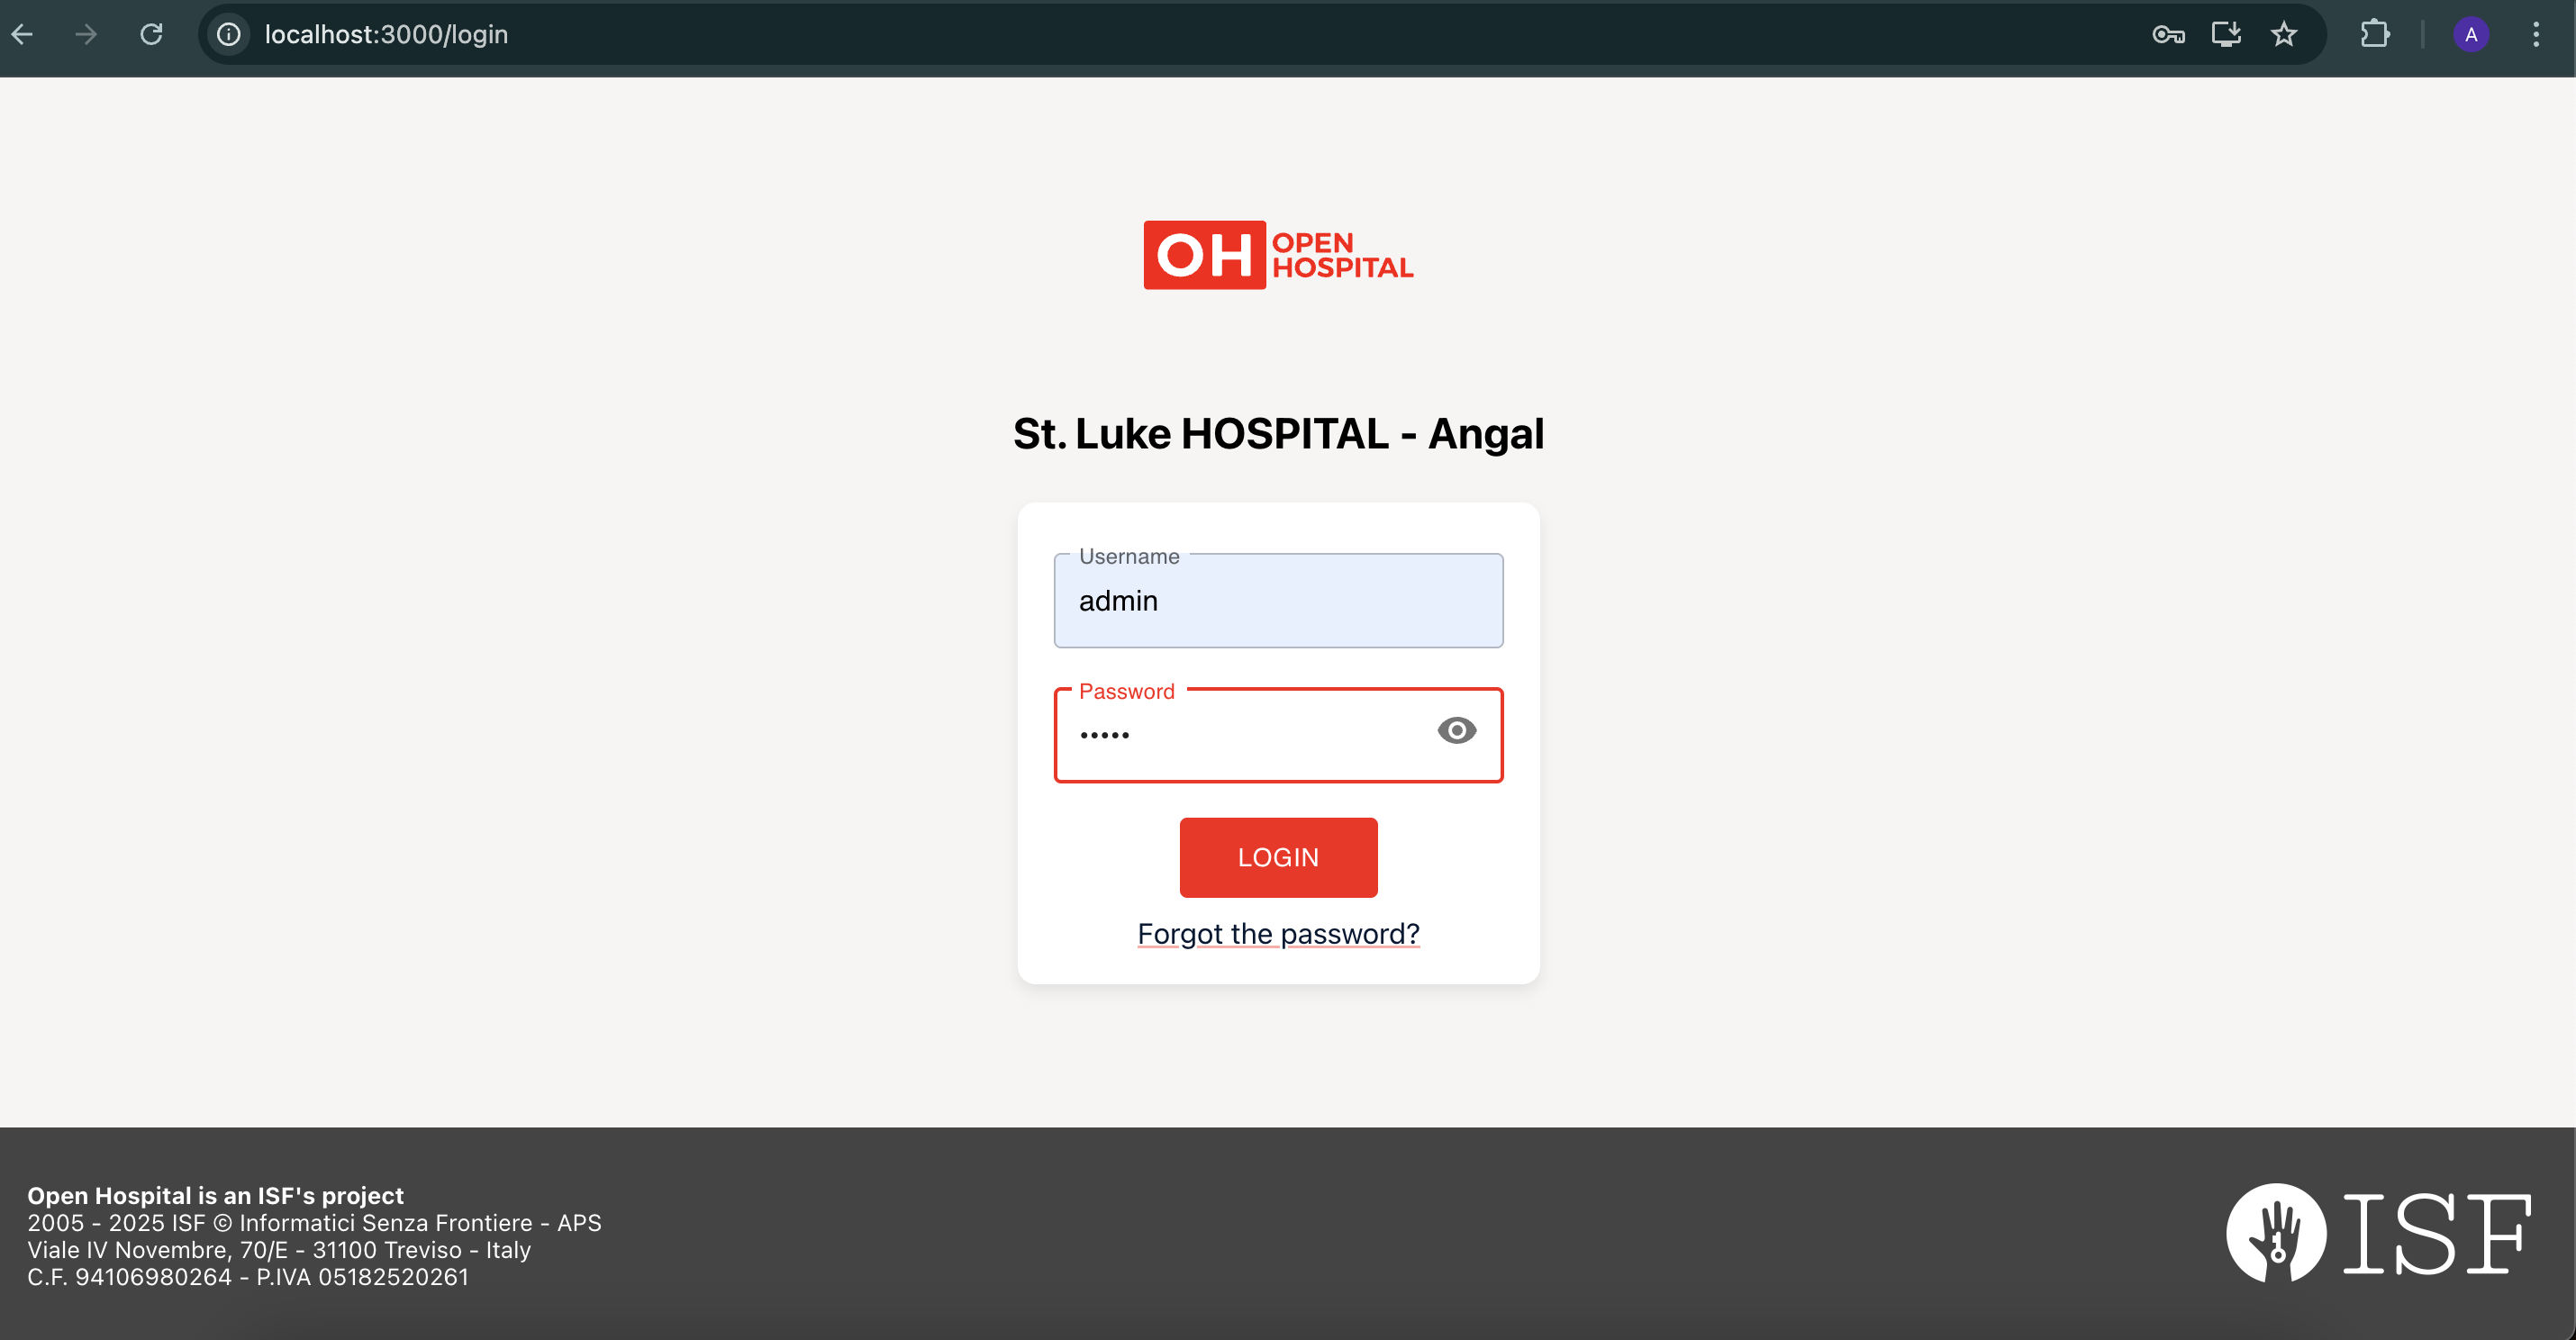 localhost:3000/login
A
OH OPEN
HOSPITAL
St. Luke HOSPITAL - Angal
Username
admin
Password
•••••
LOGIN
Forgot the password?
Open Hospital is an ISF's project
2005 - 2025 ISF © Informatici Senza Frontiere - APS
Viale IV Novembre, 70/E - 31100 Treviso - Italy
C.F. 94106980264 - P.IVA 05182520261
ISF